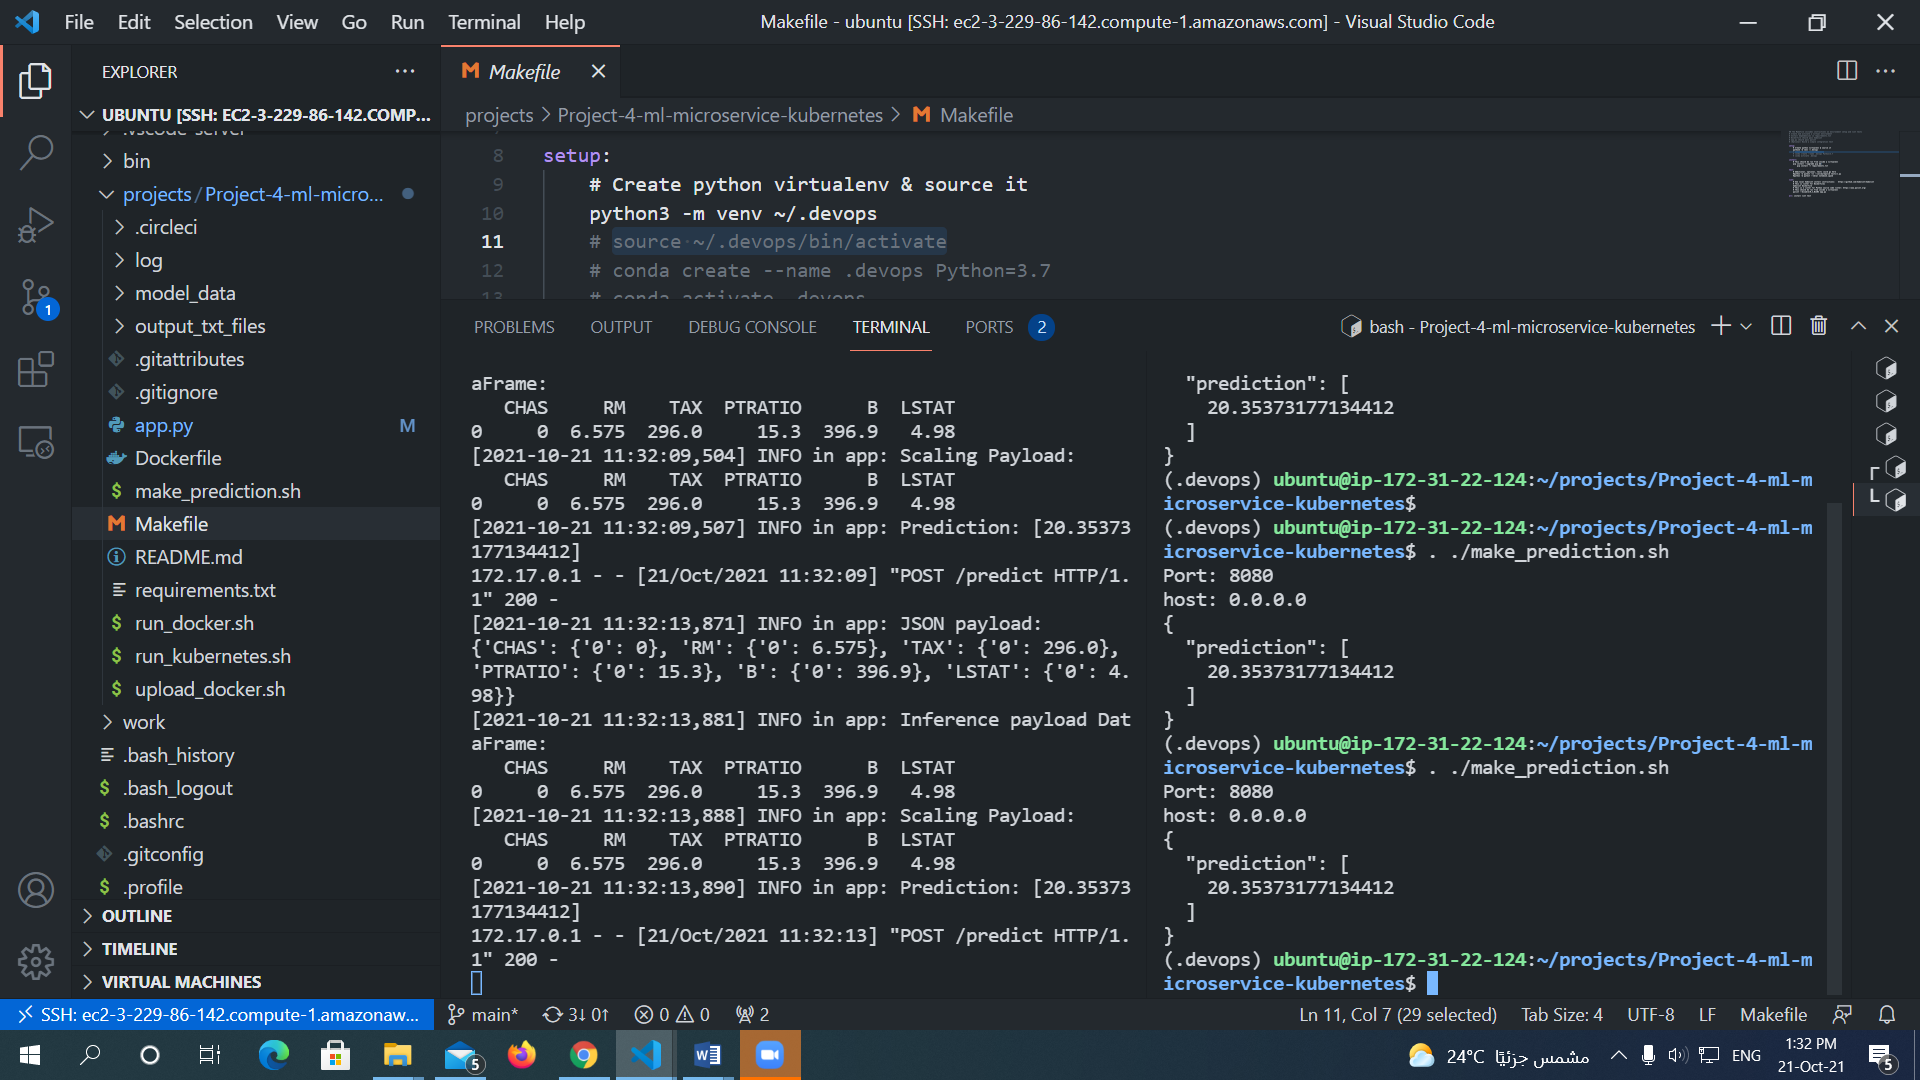 File Edit Selection View Go Run Terminal Help
Makefile - ubuntu [SSH: ec2-3-229-86-142.compute-1.amazonaws.com] - Visual Studio Code
EXPLORER
UBUNTU [SSH: EC2-3-229-86-142.COMP...
.vscode-server
bin
projects/Project-4-ml-micro...
.circleci
log
model_data
output_txt_files
.gitattributes
.gitignore
app.py M
Dockerfile
make_prediction.sh
Makefile
README.md
requirements.txt
run_docker.sh
run_kubernetes.sh
upload_docker.sh
work
.bash_history
.bash_logout
.bashrc
.gitconfig
.profile
OUTLINE
TIMELINE
VIRTUAL MACHINES
1
Makefile
projects > Project-4-ml-microservice-kubernetes > Makefile
8 setup:
9 # Create python virtualenv & source it
10 python3 -m venv ~/.devops
11 # source ~/.devops/bin/activate
12 # conda create --name .devops Python=3.7
13 # conda activate .devops
PROBLEMS OUTPUT DEBUG CONSOLE TERMINAL PORTS 2
bash - Project-4-ml-microservice-kubernetes
aFrame:
CHAS RM TAX PTRATIO B LSTAT
0 0 6.575 296.0 15.3 396.9 4.98
[2021-10-21 11:32:09,504] INFO in app: Scaling Payload:
CHAS RM TAX PTRATIO B LSTAT
0 0 6.575 296.0 15.3 396.9 4.98
[2021-10-21 11:32:09,507] INFO in app: Prediction: [20.35373
177134412]
172.17.0.1 - - [21/Oct/2021 11:32:09] "POST /predict HTTP/1.
1" 200 -
[2021-10-21 11:32:13,871] INFO in app: JSON payload:
{'CHAS': {'0': 0}, 'RM': {'0': 6.575}, 'TAX': {'0': 296.0},
'PTRATIO': {'0': 15.3}, 'B': {'0': 396.9}, 'LSTAT': {'0': 4.
98}}
[2021-10-21 11:32:13,881] INFO in app: Inference payload Dat
aFrame:
CHAS RM TAX PTRATIO B LSTAT
0 0 6.575 296.0 15.3 396.9 4.98
[2021-10-21 11:32:13,888] INFO in app: Scaling Payload:
CHAS RM TAX PTRATIO B LSTAT
0 0 6.575 296.0 15.3 396.9 4.98
[2021-10-21 11:32:13,890] INFO in app: Prediction: [20.35373
177134412]
172.17.0.1 - - [21/Oct/2021 11:32:13] "POST /predict HTTP/1.
1" 200 -
"prediction": [
20.35373177134412
]
}
(.devops) ubuntu@ip-172-31-22-124:~/projects/Project-4-ml-m
icroservice-kubernetes$
(.devops) ubuntu@ip-172-31-22-124:~/projects/Project-4-ml-m
icroservice-kubernetes$ . ./make_prediction.sh
Port: 8080
host: 0.0.0.0
{
"prediction": [
20.35373177134412
]
}
(.devops) ubuntu@ip-172-31-22-124:~/projects/Project-4-ml-m
icroservice-kubernetes$ . ./make_prediction.sh
Port: 8080
host: 0.0.0.0
{
"prediction": [
20.35373177134412
]
}
(.devops) ubuntu@ip-172-31-22-124:~/projects/Project-4-ml-m
icroservice-kubernetes$
SSH: ec2-3-229-86-142.compute-1.amazonaw... main* 3↓ 0↑ 0 0 2
Ln 11, Col 7 (29 selected) Tab Size: 4 UTF-8 LF Makefile
5
24°C مشمس جزئيًا ENG 1:32 PM
21-Oct-21
5